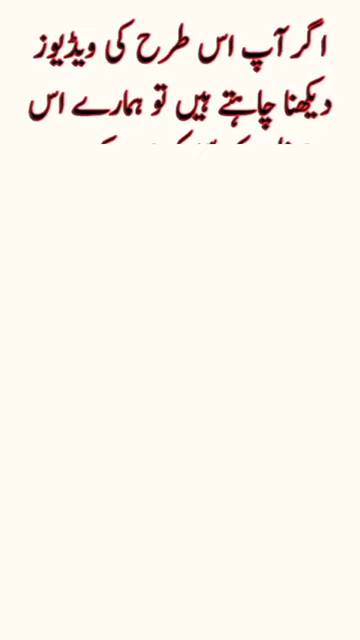 اگر آپ اس طرح کی ویڈیوز
دیکھنا چاہتے ہیں تو ہمارے اس